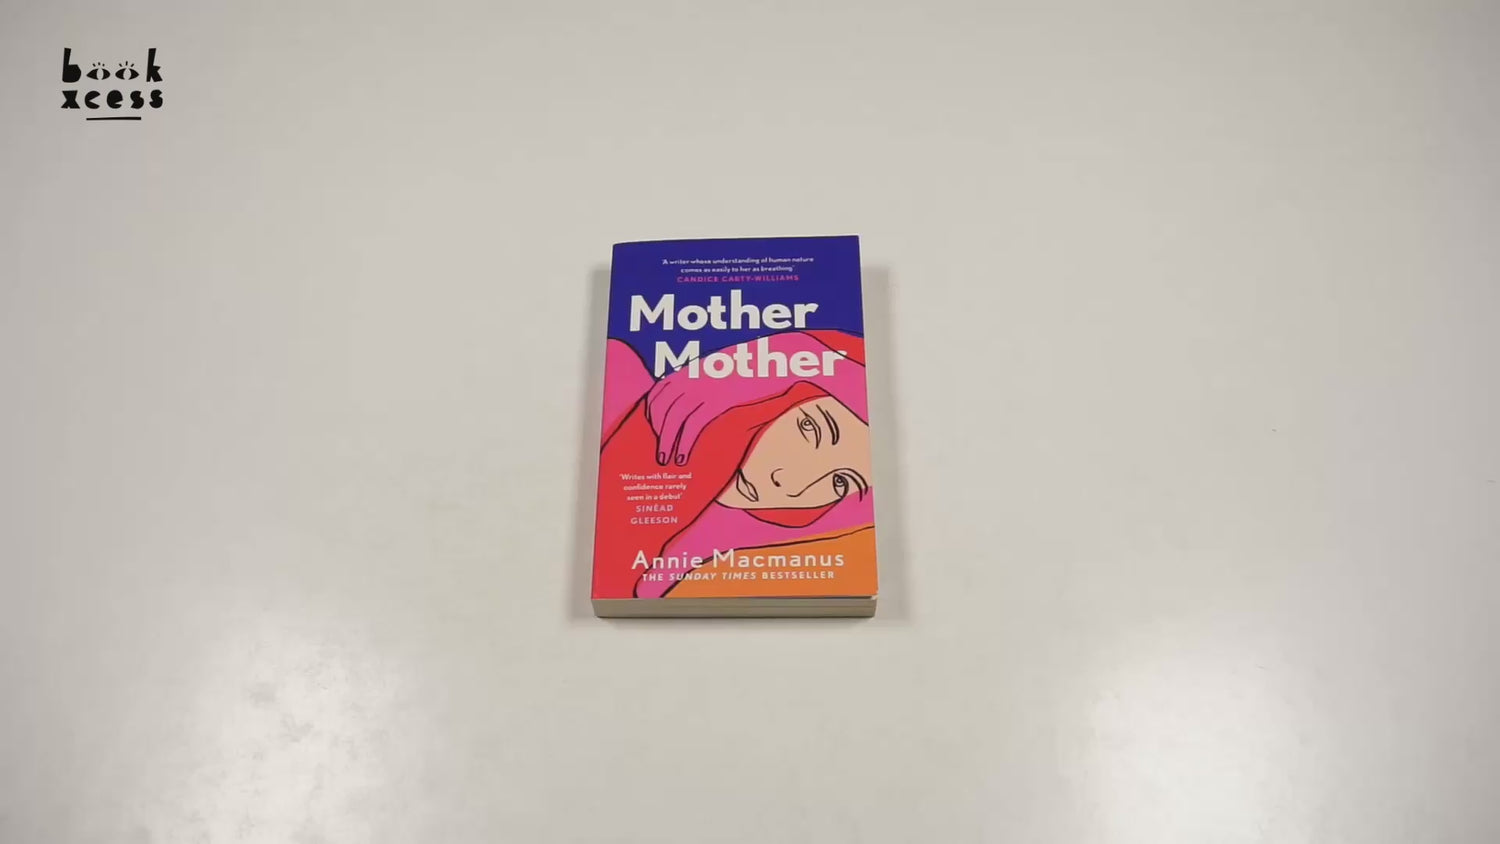 book
xcess
'A writer whose understanding of human nature
comes as easily to her as breathing'
CANDICE CARTY-WILLIAMS
Mother
Mother
'Writes with flair and
confidence rarely
seen in a debut'
SINÉAD
GLEESON
Annie Macmanus
THE SUNDAY TIMES BESTSELLER